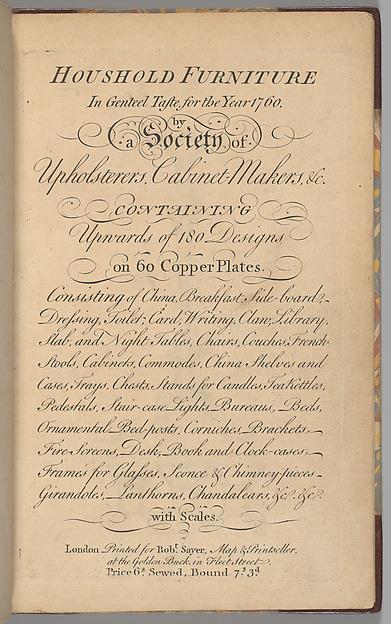 HOUSHOLD FURNITURE
In Genteel Taste, for the Year 1760.
by
a Society of
Upholsterers, Cabinet-Makers, &c.
CONTAINING
Upwards of 180 Designs
on 60 Copper Plates.
Consisting of China, Breakfast, Side-boards,
Dressing, Toilet, Card, Writing, Claw, Library,
Slab, and Night Tables, Chairs, Couches, French-
Stools, Cabinets, Commodes, China Shelves and
Cases, Trays, Chests, Stands for Candles, Tea Kettles,
Pedestals, Stair-case Lights, Bureaus, Beds,
Ornamental Bed-posts, Corniches, Brackets,
Fire-Screens, Desk, Book and Clock-cases,
Frames for Glasses, Sconce & Chimney-pieces,
Girandoles, Lanthorns, Chandalears, &c. &c.
with Scales.
London Printed for Robt. Sayer, Map & Printseller,
at the Golden Buck, in Fleet Street.
Price 6s. Sewed, Bound 7s. 3d.